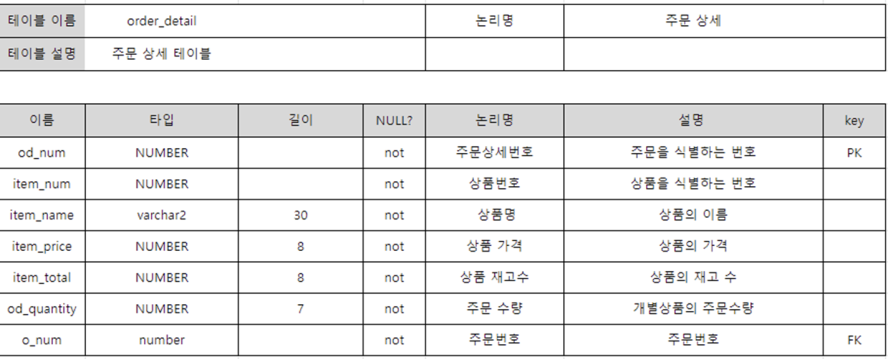 테이블 이름 order_detail 논리명 주문 상세
테이블 설명 주문 상세 테이블
이름 타입 길이 NULL? 논리명 설명 key
od_num NUMBER not 주문상세번호 주문을 식별하는 번호 PK
item_num NUMBER not 상품번호 상품을 식별하는 번호
item_name varchar2 30 not 상품명 상품의 이름
item_price NUMBER 8 not 상품 가격 상품의 가격
item_total NUMBER 8 not 상품 재고수 상품의 재고 수
od_quantity NUMBER 7 not 주문 수량 개별상품의 주문수량
o_num number not 주문번호 주문번호 FK